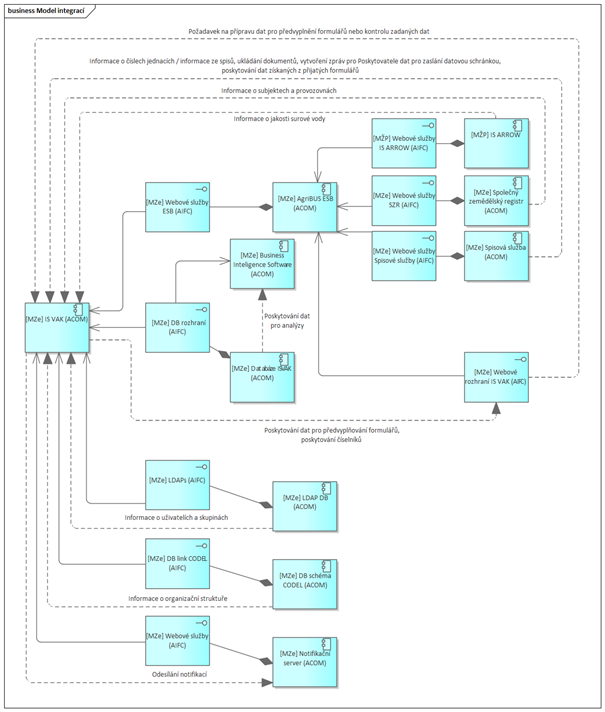 business Model integrací
Požadavek na přípravu dat pro předvyplnění formulářů nebo kontrolu zadaných dat
Informace o číslech jednacích / informace ze spisů, ukládání dokumentů, vytvoření zpráv pro Poskytovatele dat pro zaslání datovou schránkou,
poskytování dat získaných z přijatých formulářů
Informace o subjektech a provozovnách
Informace o jakosti surové vody
[MŽP] Webové služby
IS ARROW (AIFC)
[MŽP] IS ARROW
[MZe] Webové služby
ESB (AIFC)
[MZe] AgriBUS ESB
(ACOM)
[MZe] Webové služby
SZR (AIFC)
[MZe] Společný
zemědělský registr
(ACOM)
[MZe] Webové služby
Spisové služby (AIFC)
[MZe] Spisová služba
(ACOM)
[MZe] Business
Inteligence Software
(ACOM)
[MZe] IS VAK (ACOM)
[MZe] DB rozhraní
(AIFC)
Poskytování dat
pro analýzy
[MZe] Databáze IS VAK
(ACOM)
[MZe] Webové
rozhraní IS VAK (AIFC)
Poskytování dat pro předvyplňování formulářů,
poskytování číselníků
[MZe] LDAPs (AIFC)
[MZe] LDAP DB
(ACOM)
Informace o uživatelích a skupinách
[MZe] DB link CODEL
(AIFC)
[MZe] DB schéma
CODEL (ACOM)
Informace o organizační struktuře
[MZe] Webové služby
(AIFC)
[MZe] Notifikační
server (ACOM)
Odesílání notifikací